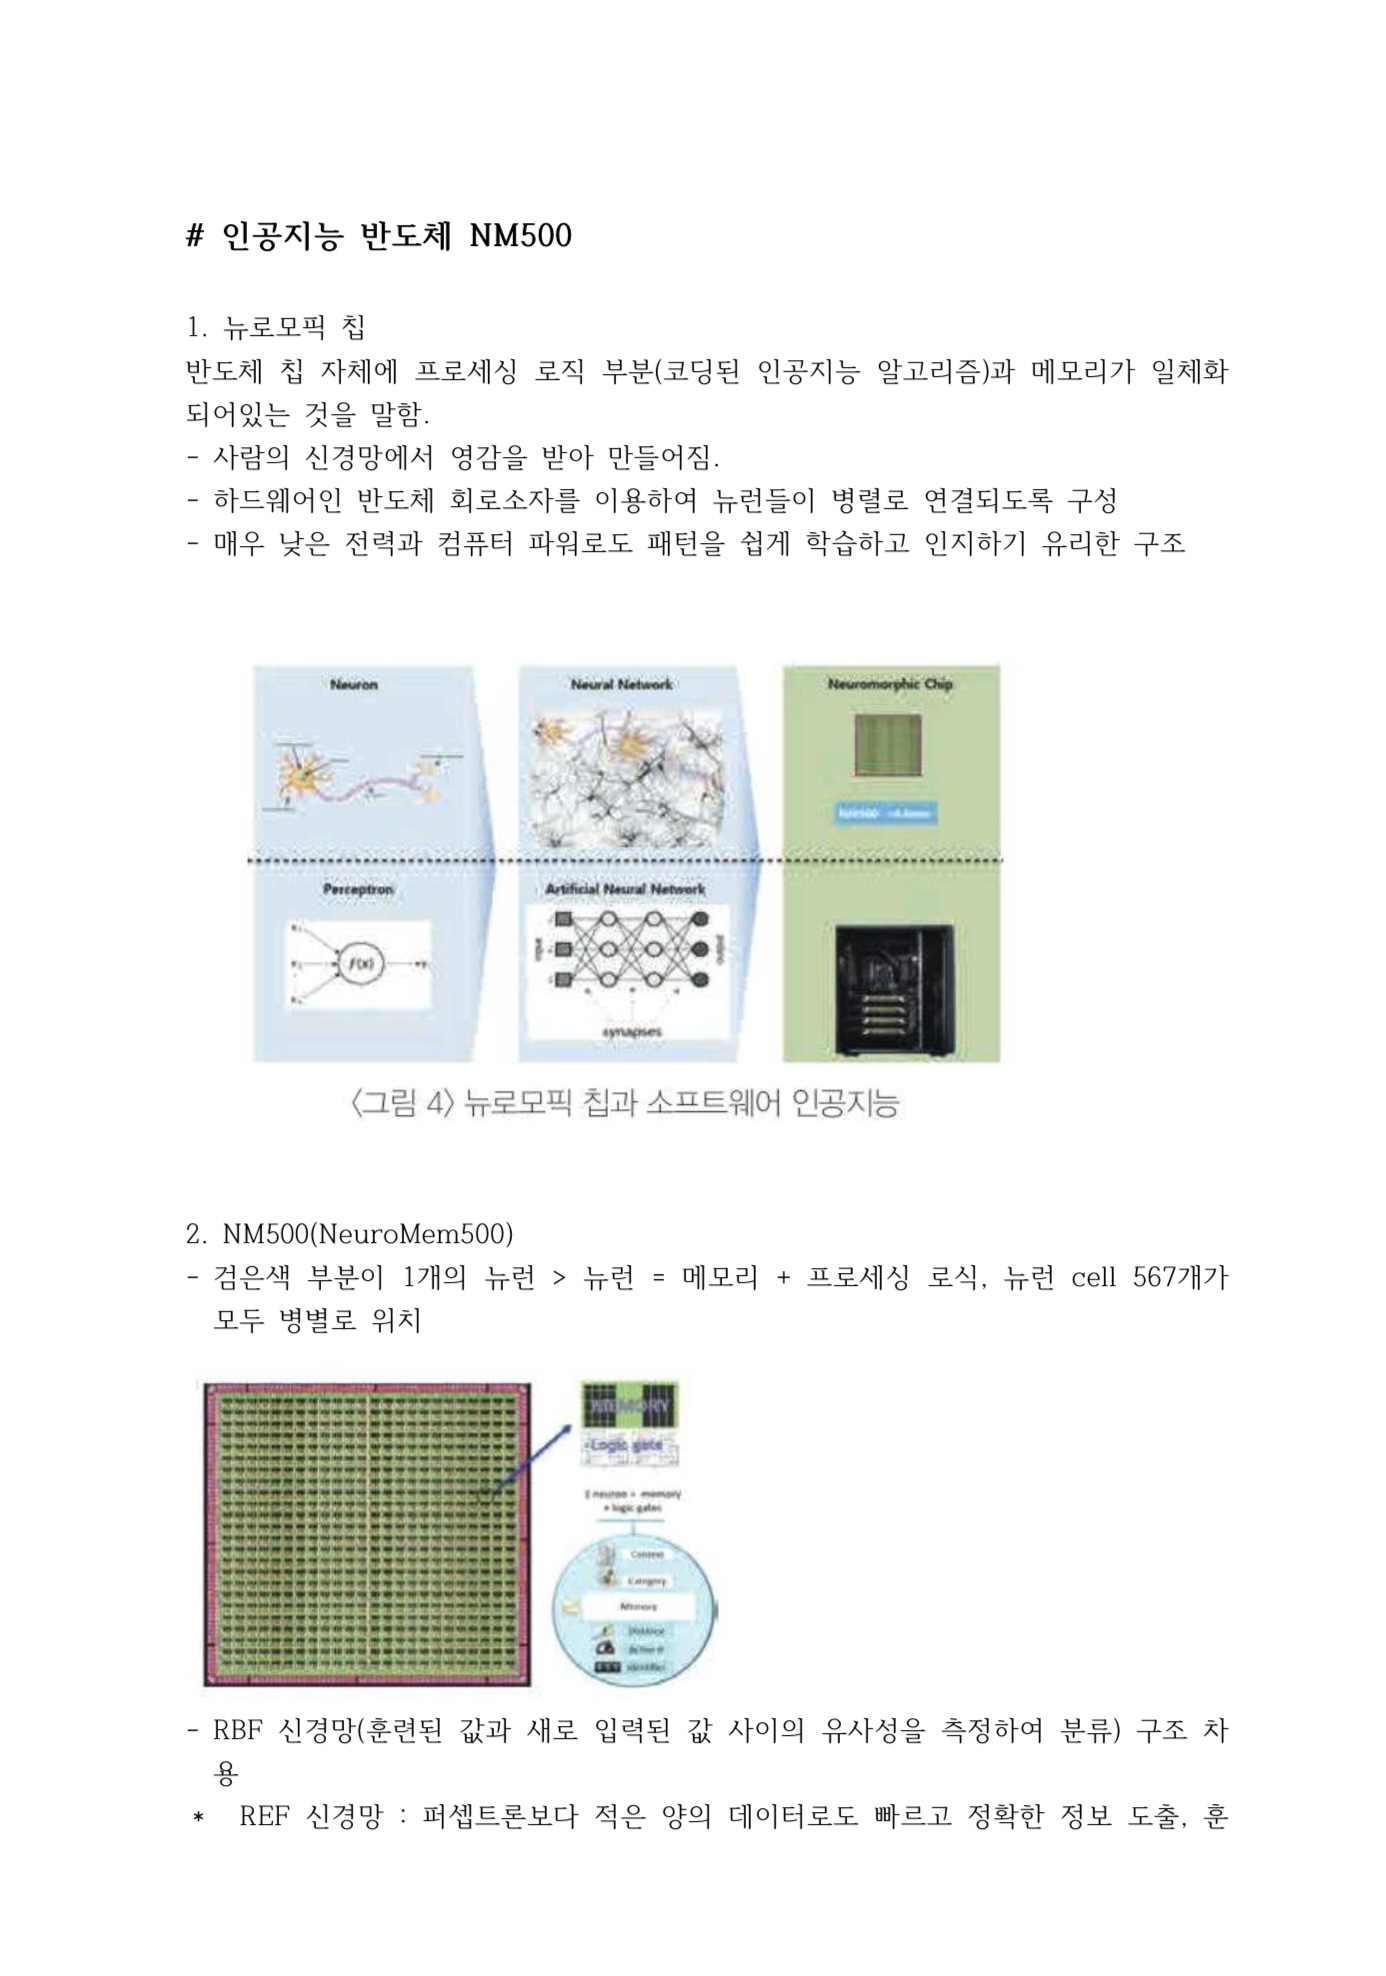 # 인공지능 반도체 NM500
1. 뉴로모픽 칩
반도체 칩 자체에 프로세싱 로직 부분(코딩된 인공지능 알고리즘)과 메모리가 일체화
되어있는 것을 말함.
- 사람의 신경망에서 영감을 받아 만들어짐.
- 하드웨어인 반도체 회로소자를 이용하여 뉴런들이 병렬로 연결되도록 구성
- 매우 낮은 전력과 컴퓨터 파워로도 패턴을 쉽게 학습하고 인지하기 유리한 구조
Neuron
Neural Network
Neuromorphic Chip
NM500
Perceptron
Artificial Neural Network
f(x)
input
output
synapses
<그림 4> 뉴로모픽 칩과 소프트웨어 인공지능
2. NM500(NeuroMem500)
- 검은색 부분이 1개의 뉴런 > 뉴런 = 메모리 + 프로세싱 로식, 뉴런 cell 567개가
모두 병별로 위치
MEMORY
Logic gate
1 neuron = memory
+ logic gates
Context
Category
Memory
Distance
Identifier
- RBF 신경망(훈련된 값과 새로 입력된 값 사이의 유사성을 측정하여 분류) 구조 차
용
* REF 신경망 : 퍼셉트론보다 적은 양의 데이터로도 빠르고 정확한 정보 도출, 훈